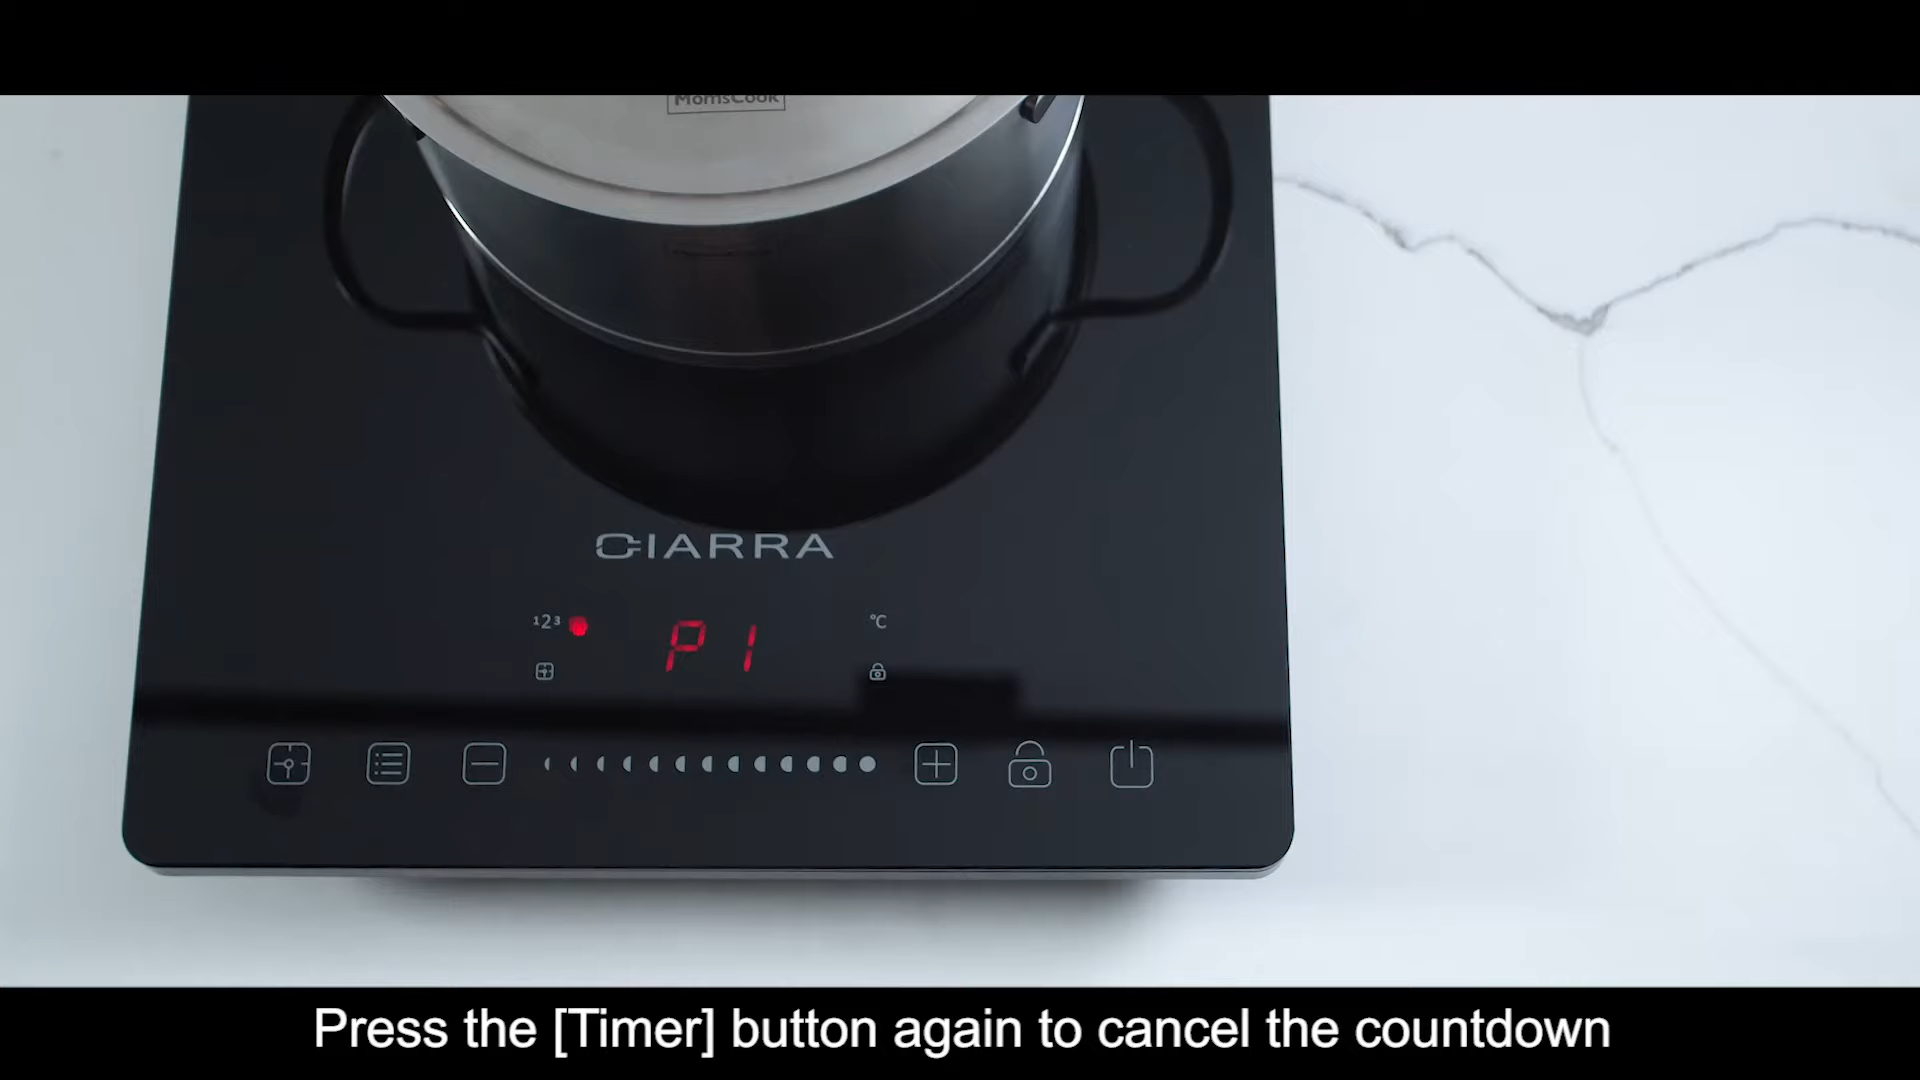 MomsCook
CIARRA
123
°C
P1
Press the [Timer] button again to cancel the countdown